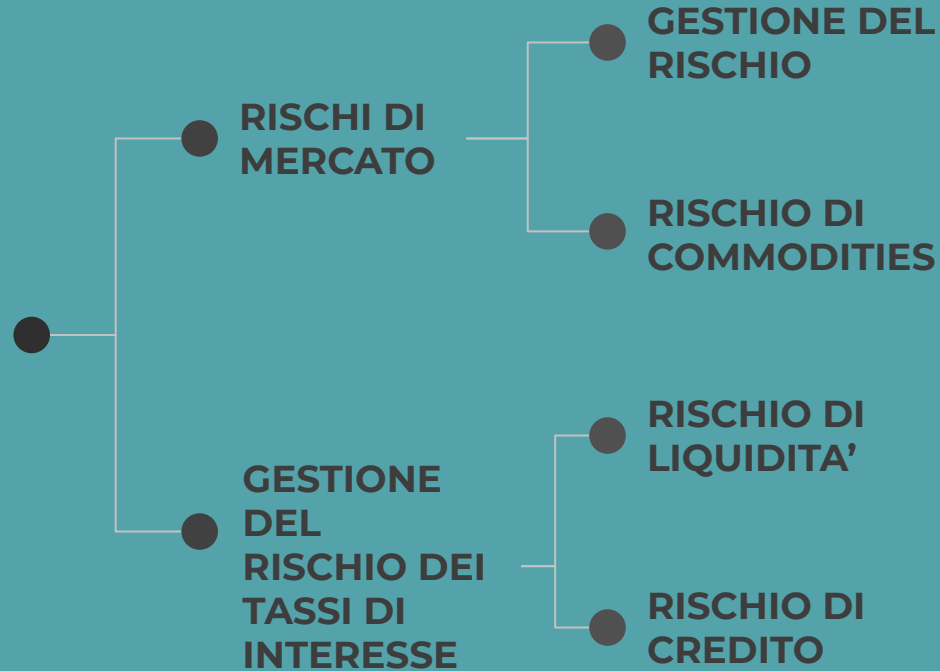 GESTIONE DEL
RISCHIO
RISCHI DI
MERCATO
RISCHIO DI
COMMODITIES
GESTIONE
DEL
RISCHIO DEI
TASSI DI
INTERESSE
RISCHIO DI
LIQUIDITA’
RISCHIO DI
CREDITO